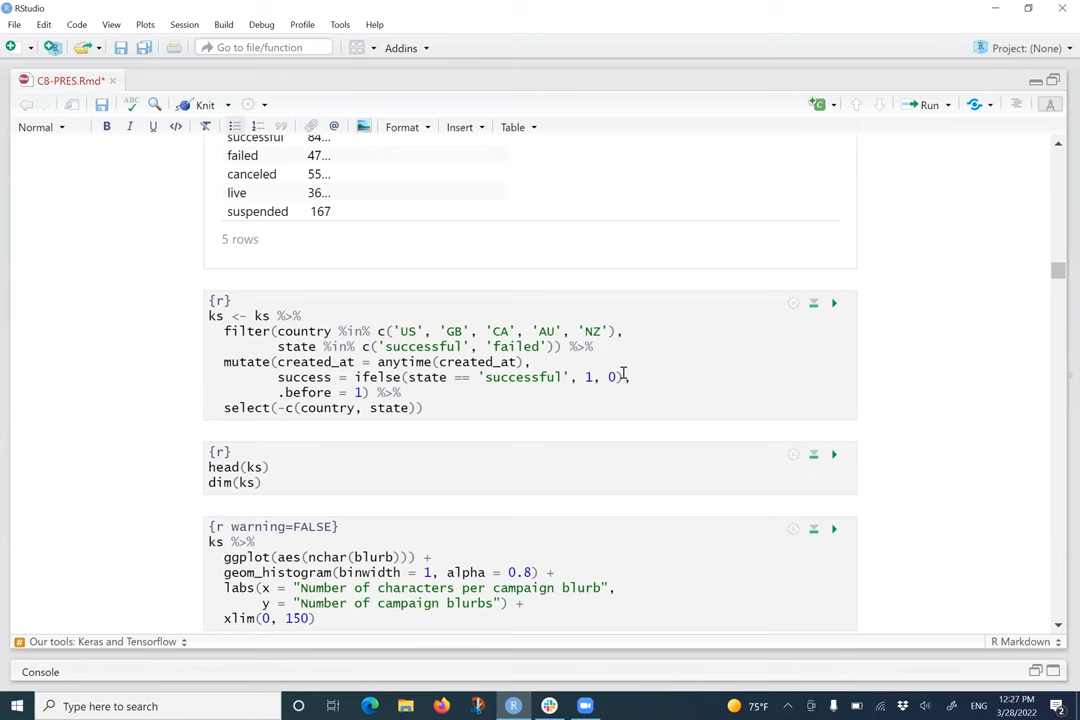 RStudio
File Edit Code View Plots Session Build Debug Profile Tools Help
Go to file/function Addins Project: (None)
C8-PRES.Rmd*
ABC Knit Run
Normal B I U Format Insert Table
successful 84...
failed 47...
canceled 55...
live 36...
suspended 167
5 rows
{r}
ks <- ks %>%
filter(country %in% c('US', 'GB', 'CA', 'AU', 'NZ'),
state %in% c('successful', 'failed')) %>%
mutate(created_at = anytime(created_at),
success = ifelse(state == 'successful', 1, 0),
.before = 1) %>%
select(-c(country, state))
{r}
head(ks)
dim(ks)
{r warning=FALSE}
ks %>%
ggplot(aes(nchar(blurb))) +
geom_histogram(binwidth = 1, alpha = 0.8) +
labs(x = "Number of characters per campaign blurb",
y = "Number of campaign blurbs") +
xlim(0, 150)
# Our tools: Keras and Tensorflow R Markdown
Console
Type here to search 75°F 12:27 PM
3/28/2022 2